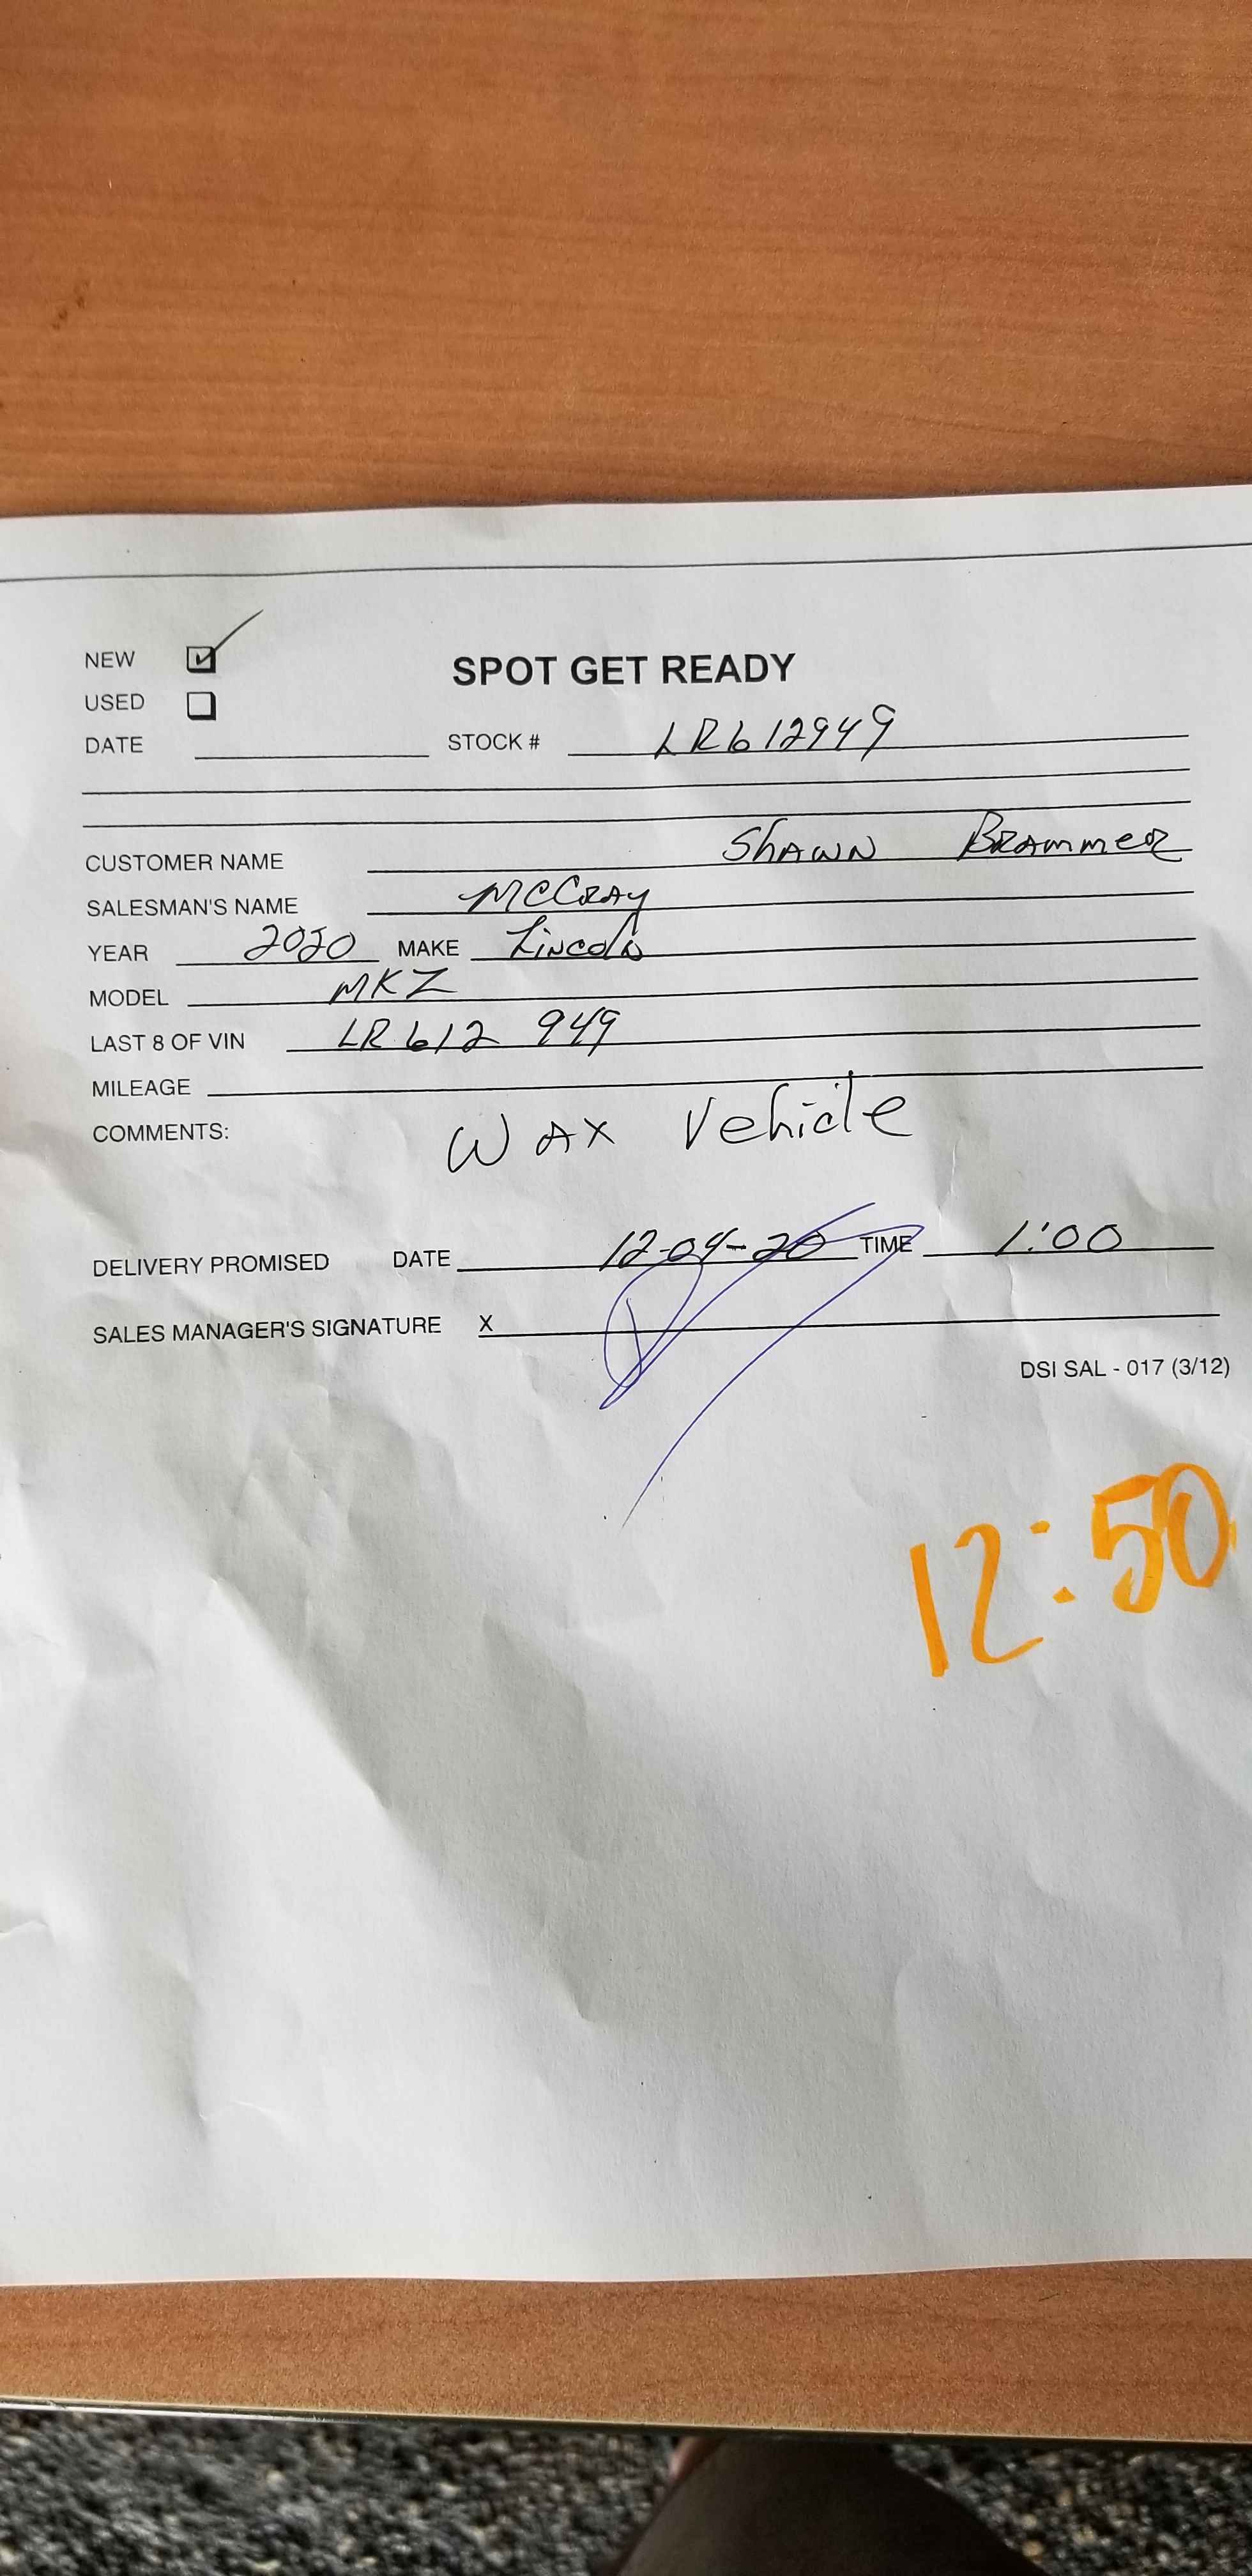 NEW
SPOT GET READY
USED
DATE STOCK # LR612949
CUSTOMER NAME Shawn Brammer
SALESMAN'S NAME McCray
YEAR 2020 MAKE Lincoln
MODEL MKZ
LAST 8 OF VIN LR612 949
MILEAGE
COMMENTS: Wax Vehicle
DELIVERY PROMISED DATE 12-04-20 TIME 1:00
SALES MANAGER'S SIGNATURE X
DSI SAL - 017 (3/12)
12:50